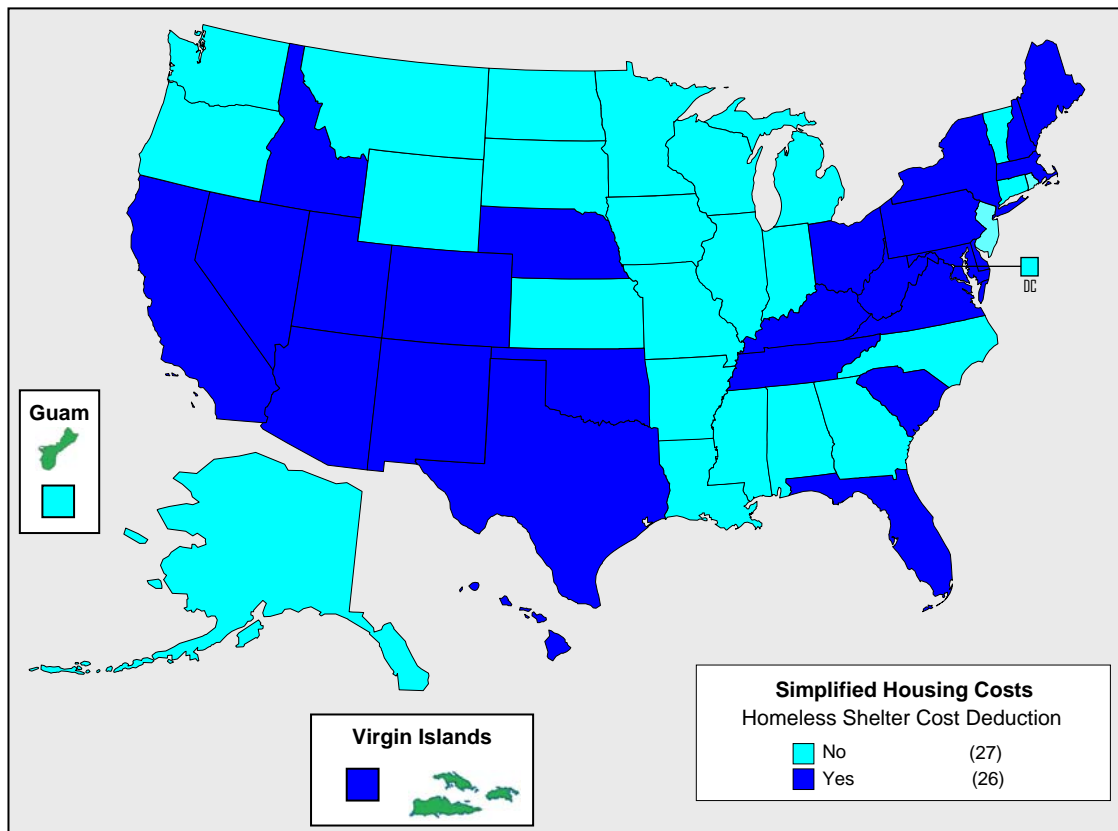 DC
Guam
Virgin Islands
Simplified Housing Costs
Homeless Shelter Cost Deduction
No (27)
Yes (26)